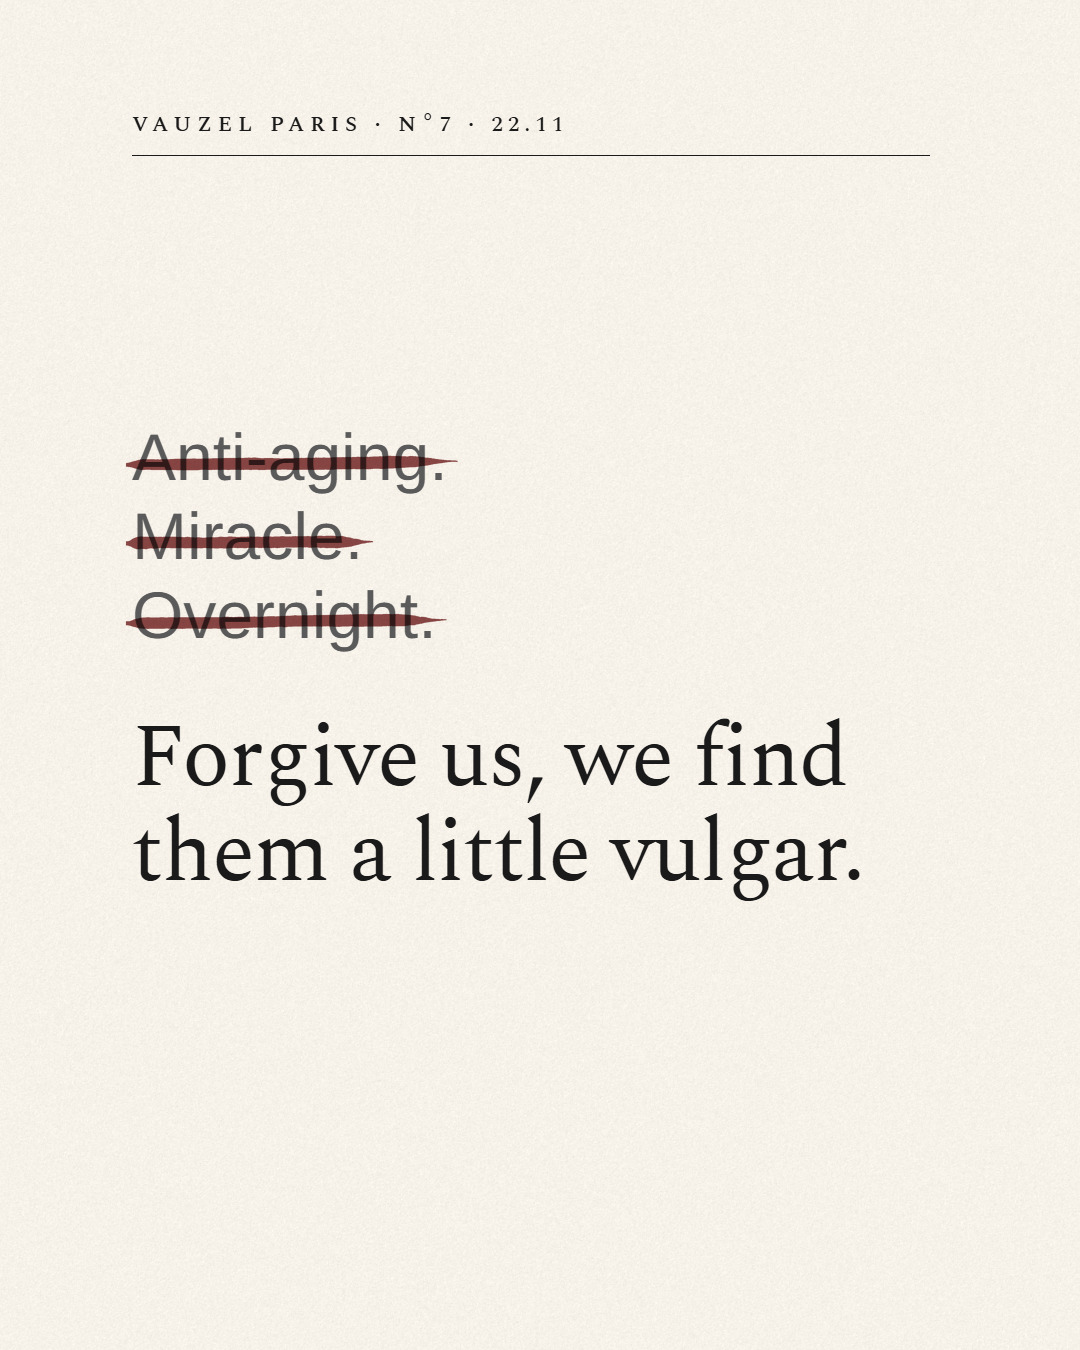 VAUZEL PARIS · N°7 · 22.11
Anti-aging.
Miracle.
Overnight.
Forgive us, we find
them a little vulgar.